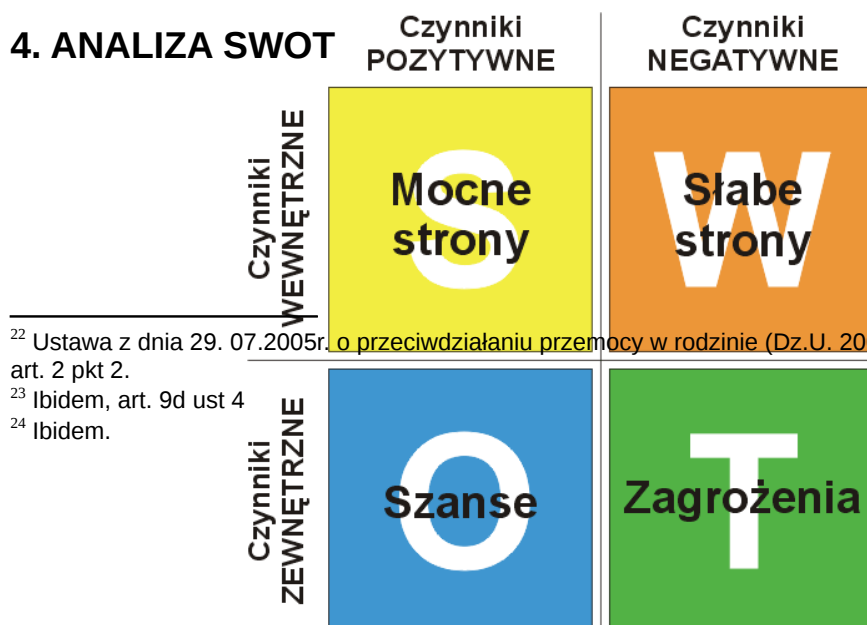 4. ANALIZA SWOT
Czynniki
POZYTYWNE
Czynniki
NEGATYWNE
Czynniki
WEWNĘTRZNE
S
Mocne
strony
W
Słabe
strony
22 Ustawa z dnia 29. 07.2005r. o przeciwdziałaniu przemocy w rodzinie (Dz.U. 20
art. 2 pkt 2.
23 Ibidem, art. 9d ust 4
24 Ibidem.
Czynniki
ZEWNĘTRZNE
O
Szanse
T
Zagrożenia